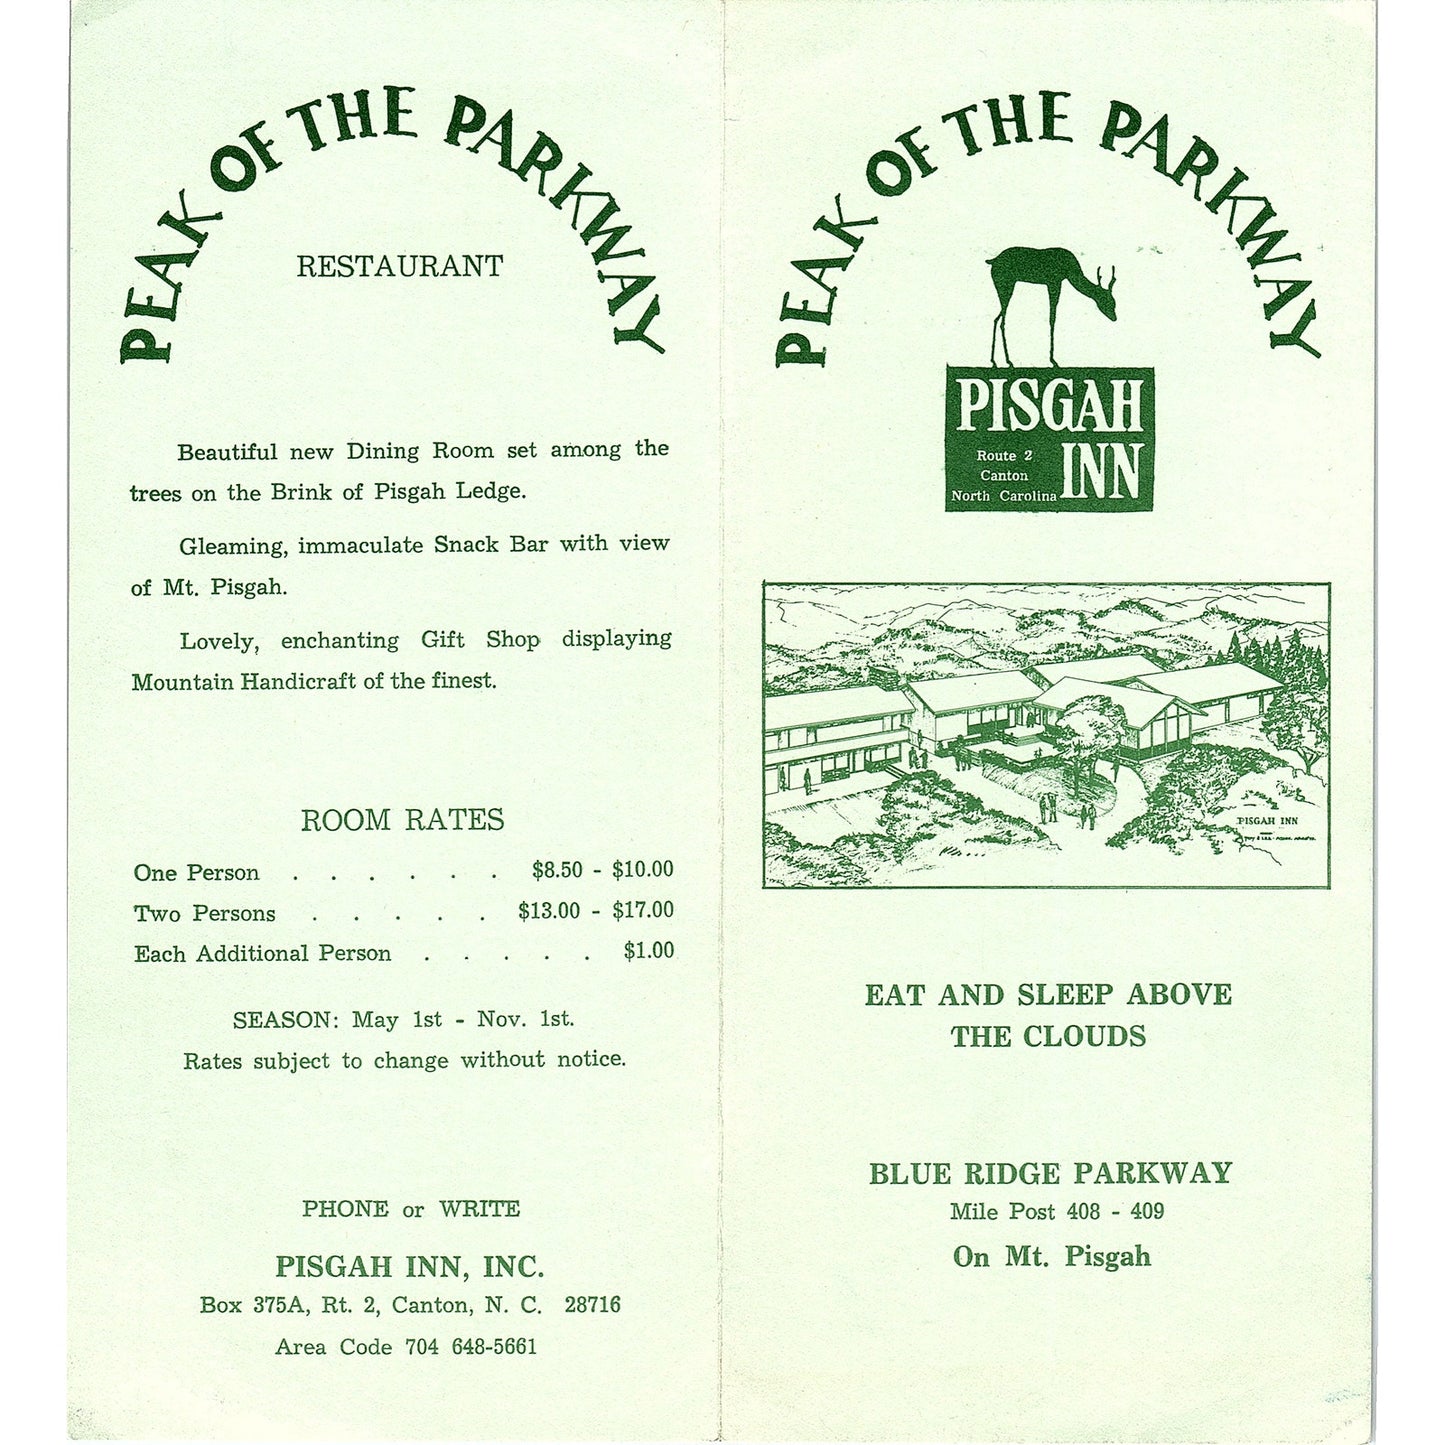 PEAK OF THE PARKWAY
RESTAURANT
Beautiful new Dining Room set among the
trees on the Brink of Pisgah Ledge.
Gleaming, immaculate Snack Bar with view
of Mt. Pisgah.
Lovely, enchanting Gift Shop displaying
Mountain Handicraft of the finest.
ROOM RATES
One Person . . . . . . $8.50 - $10.00
Two Persons . . . . . $13.00 - $17.00
Each Additional Person . . . . . $1.00
SEASON: May 1st - Nov. 1st.
Rates subject to change without notice.
PHONE or WRITE
PISGAH INN, INC.
Box 375A, Rt. 2, Canton, N. C. 28716
Area Code 704 648-5661
PEAK OF THE PARKWAY
PISGAH
INN
Route 2
Canton
North Carolina
PISGAH INN
EAT AND SLEEP ABOVE
THE CLOUDS
BLUE RIDGE PARKWAY
Mile Post 408 - 409
On Mt. Pisgah